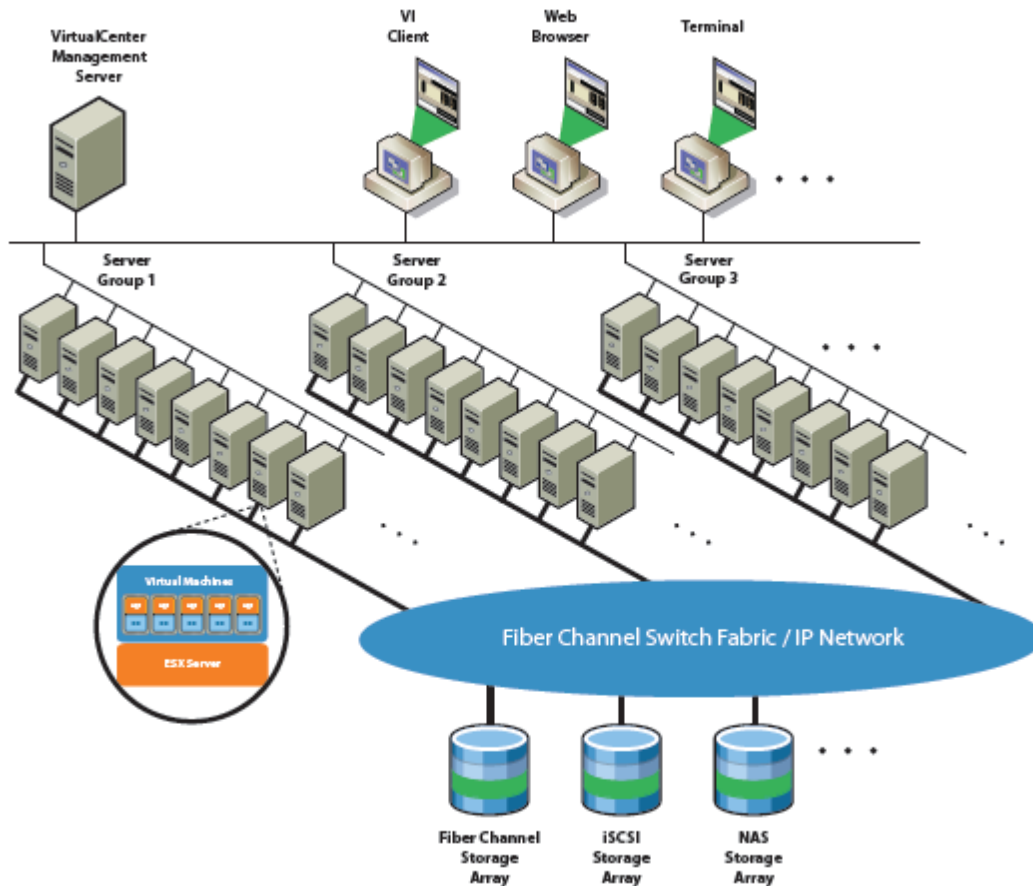 VirtualCenter
Management
Server
VI
Client
Web
Browser
Terminal
Server
Group 1
Server
Group 2
Server
Group 3
Virtual Machines
ESX Server
Fiber Channel Switch Fabric / IP Network
Fiber Channel
Storage
Array
iSCSI
Storage
Array
NAS
Storage
Array